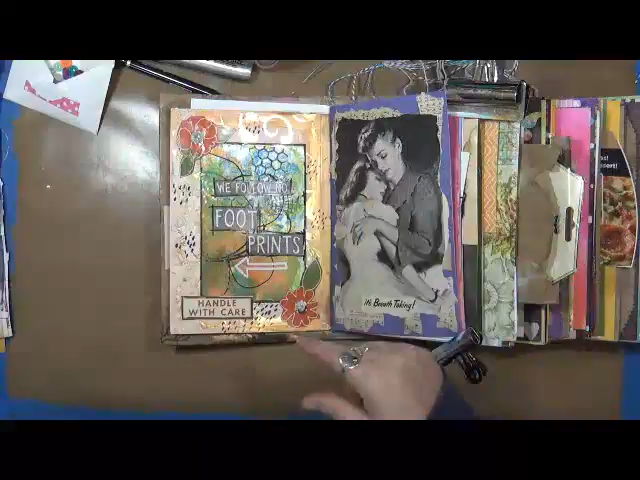 WE FOLLOW NO
FOOT
PRINTS
HANDLE
WITH CARE
It's Breath Taking!